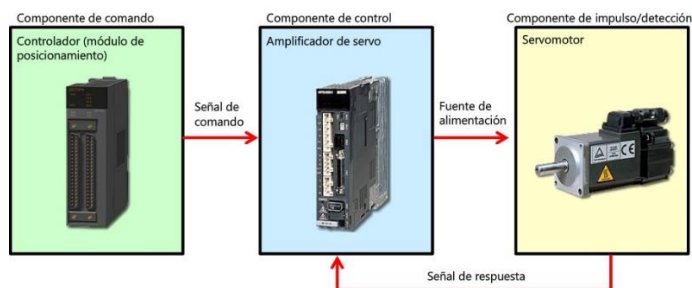 Componente de comando
Controlador (módulo de
posicionamiento)
Señal de
comando
Componente de control
Amplificador de servo
Fuente de
alimentación
Componente de impulso/detección
Servomotor
Señal de respuesta